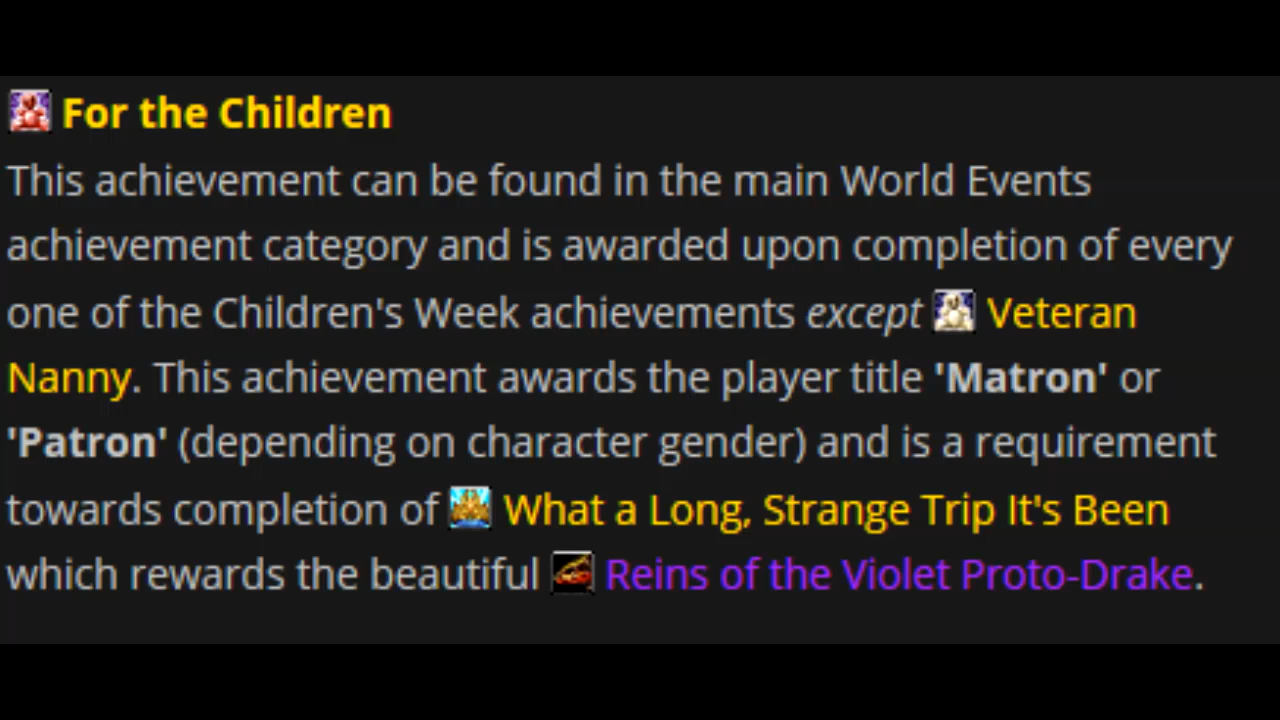 For the Children
This achievement can be found in the main World Events
achievement category and is awarded upon completion of every
one of the Children's Week achievements except Veteran
Nanny. This achievement awards the player title 'Matron' or
'Patron' (depending on character gender) and is a requirement
towards completion of What a Long, Strange Trip It's Been
which rewards the beautiful Reins of the Violet Proto-Drake.